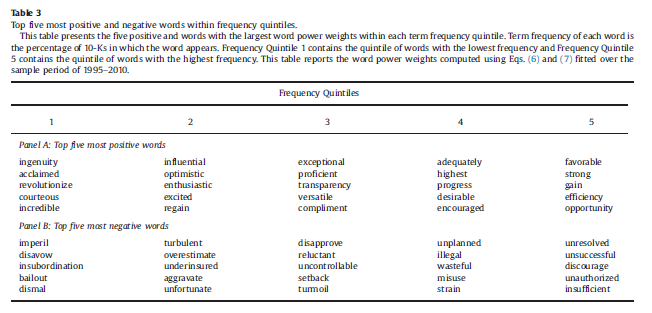 Table 3
Top five most positive and negative words within frequency quintiles.
This table presents the five positive and words with the largest word power weights within each term frequency quintile. Term frequency of each word is
the percentage of 10-Ks in which the word appears. Frequency Quintile 1 contains the quintile of words with the lowest frequency and Frequency Quintile
5 contains the quintile of words with the highest frequency. This table reports the word power weights computed using Eqs. (6) and (7) fitted over the
sample period of 1995–2010.
Frequency Quintiles
1 2 3 4 5
Panel A: Top five most positive words
ingenuity influential exceptional adequately favorable
acclaimed optimistic proficient highest strong
revolutionize enthusiastic transparency progress gain
courteous excited versatile desirable efficiency
incredible regain compliment encouraged opportunity
Panel B: Top five most negative words
imperil turbulent disapprove unplanned unresolved
disavow overestimate reluctant illegal unsuccessful
insubordination underinsured uncontrollable wasteful discourage
bailout aggravate setback misuse unauthorized
dismal unfortunate turmoil strain insufficient